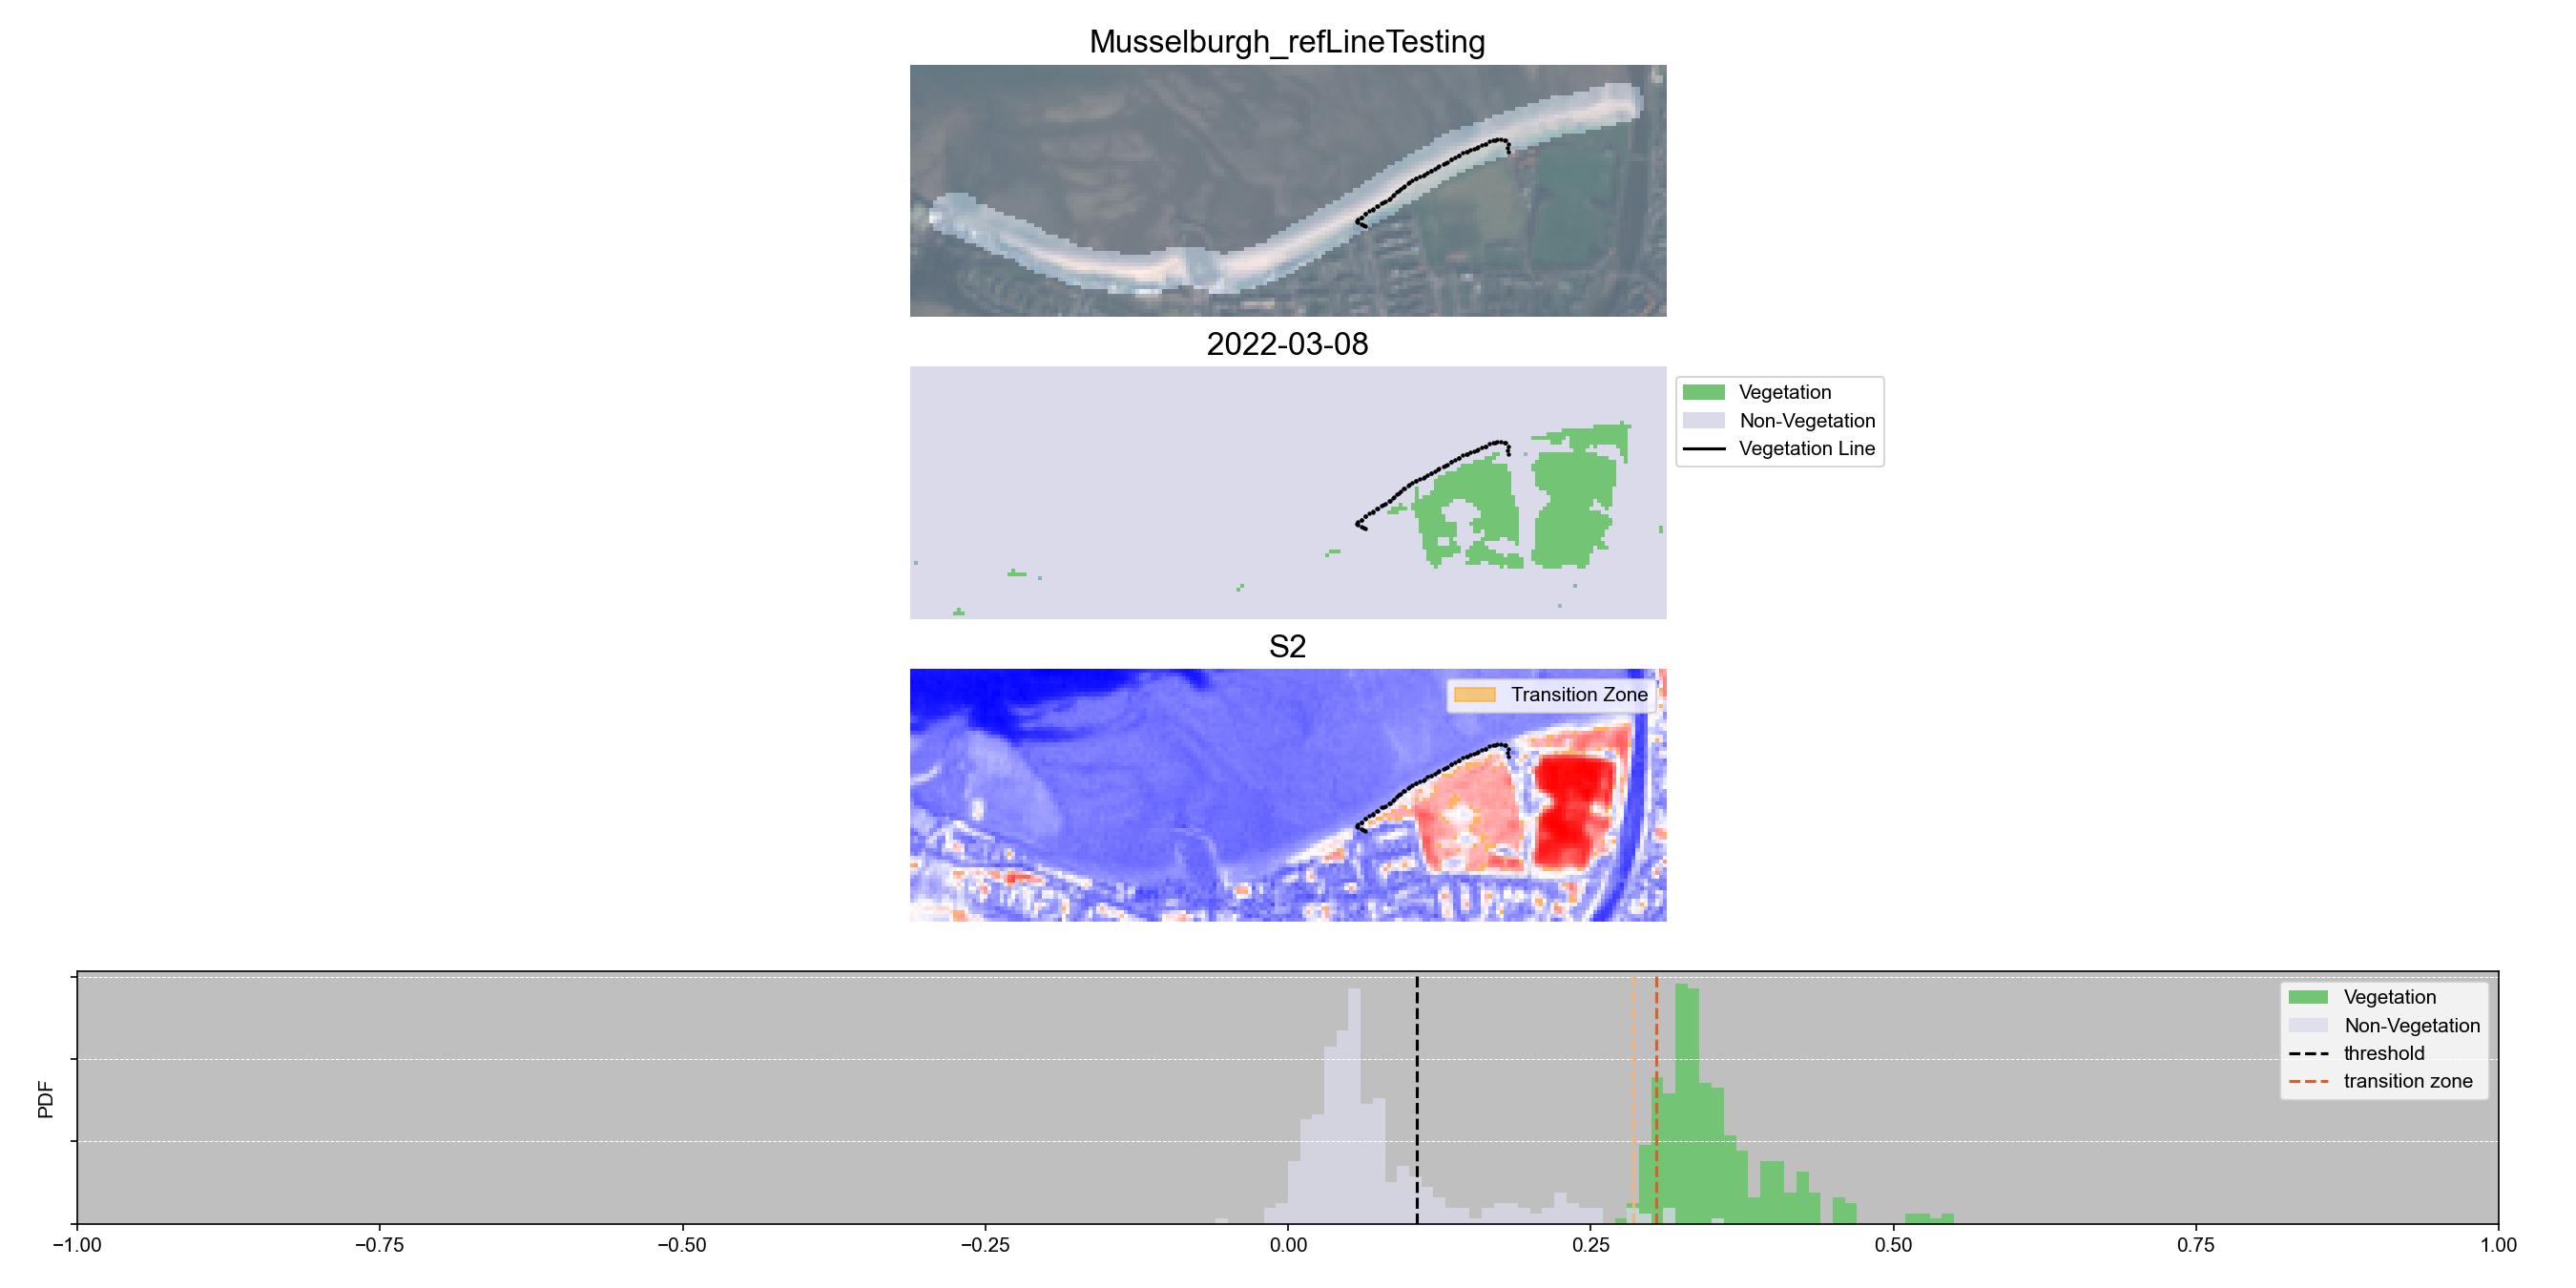 Musselburgh_refLineTesting
2022-03-08
Vegetation
Non-Vegetation
Vegetation Line
S2
Transition Zone
PDF
Vegetation
Non-Vegetation
threshold
transition zone
−1.00 −0.75 −0.50 −0.25 0.00 0.25 0.50 0.75 1.00